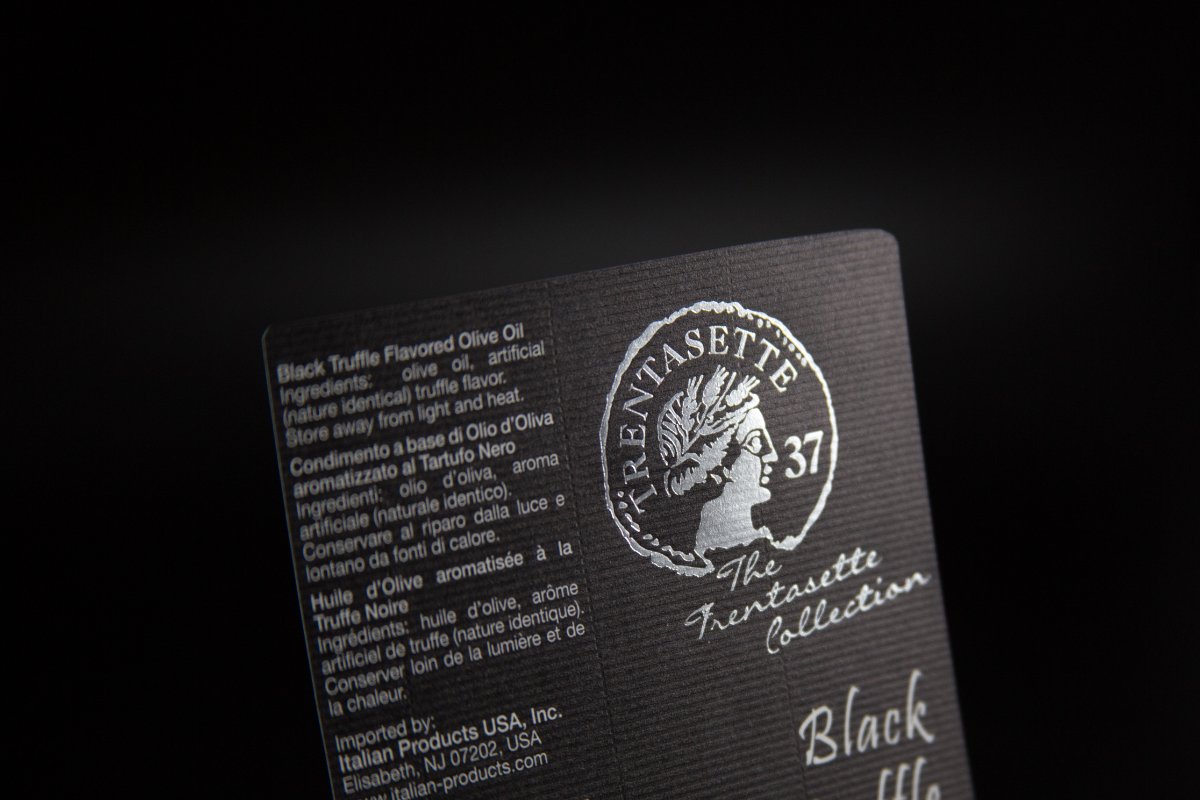 Black Truffle Flavored Olive Oil
Ingredients: olive oil, artificial
(nature identical) truffle flavor.
Store away from light and heat.
Condimento a base di Olio d'Oliva
aromatizzato al Tartufo Nero
Ingredienti: olio d'oliva, aroma
artificiale (naturale identico).
Conservare al riparo dalla luce e
lontano da fonti di calore.
Huile d'Olive aromatisée à la
Truffe Noire
Ingrédients: huile d'olive, arôme
artificiel de truffe (nature identique).
Conserver loin de la lumière et de
la chaleur.
Imported by:
Italian Products USA, Inc.
Elisabeth, NJ 07202, USA
www.italian-products.com
TRENTASETTE
37
The
Trentasette
Collection
Black